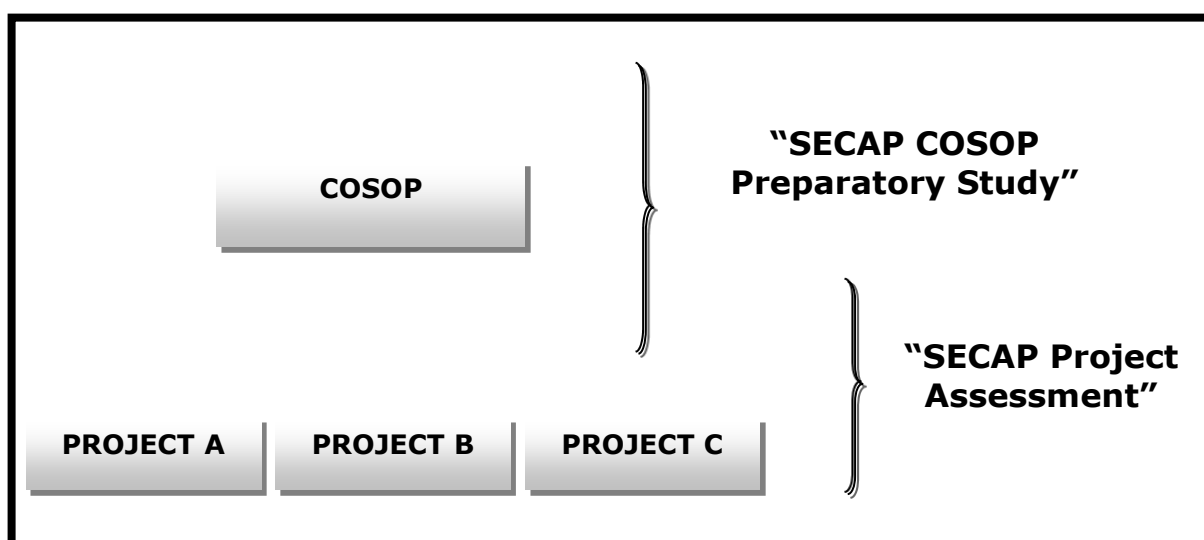 “SECAP COSOP
Preparatory Study”
COSOP
“SECAP Project
Assessment”
PROJECT A
PROJECT B
PROJECT C